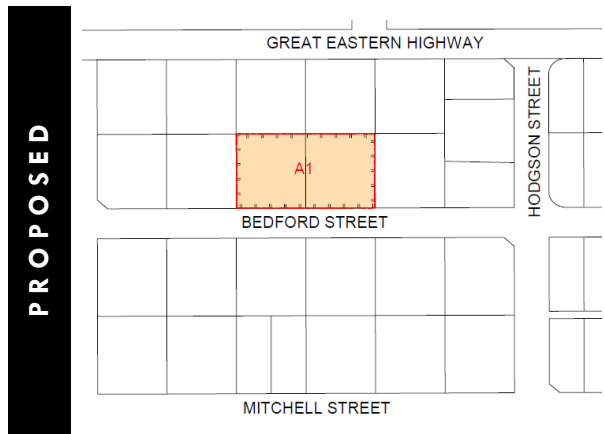 PROPOSED
GREAT EASTERN HIGHWAY
HODGSON STREET
A1
BEDFORD STREET
MITCHELL STREET